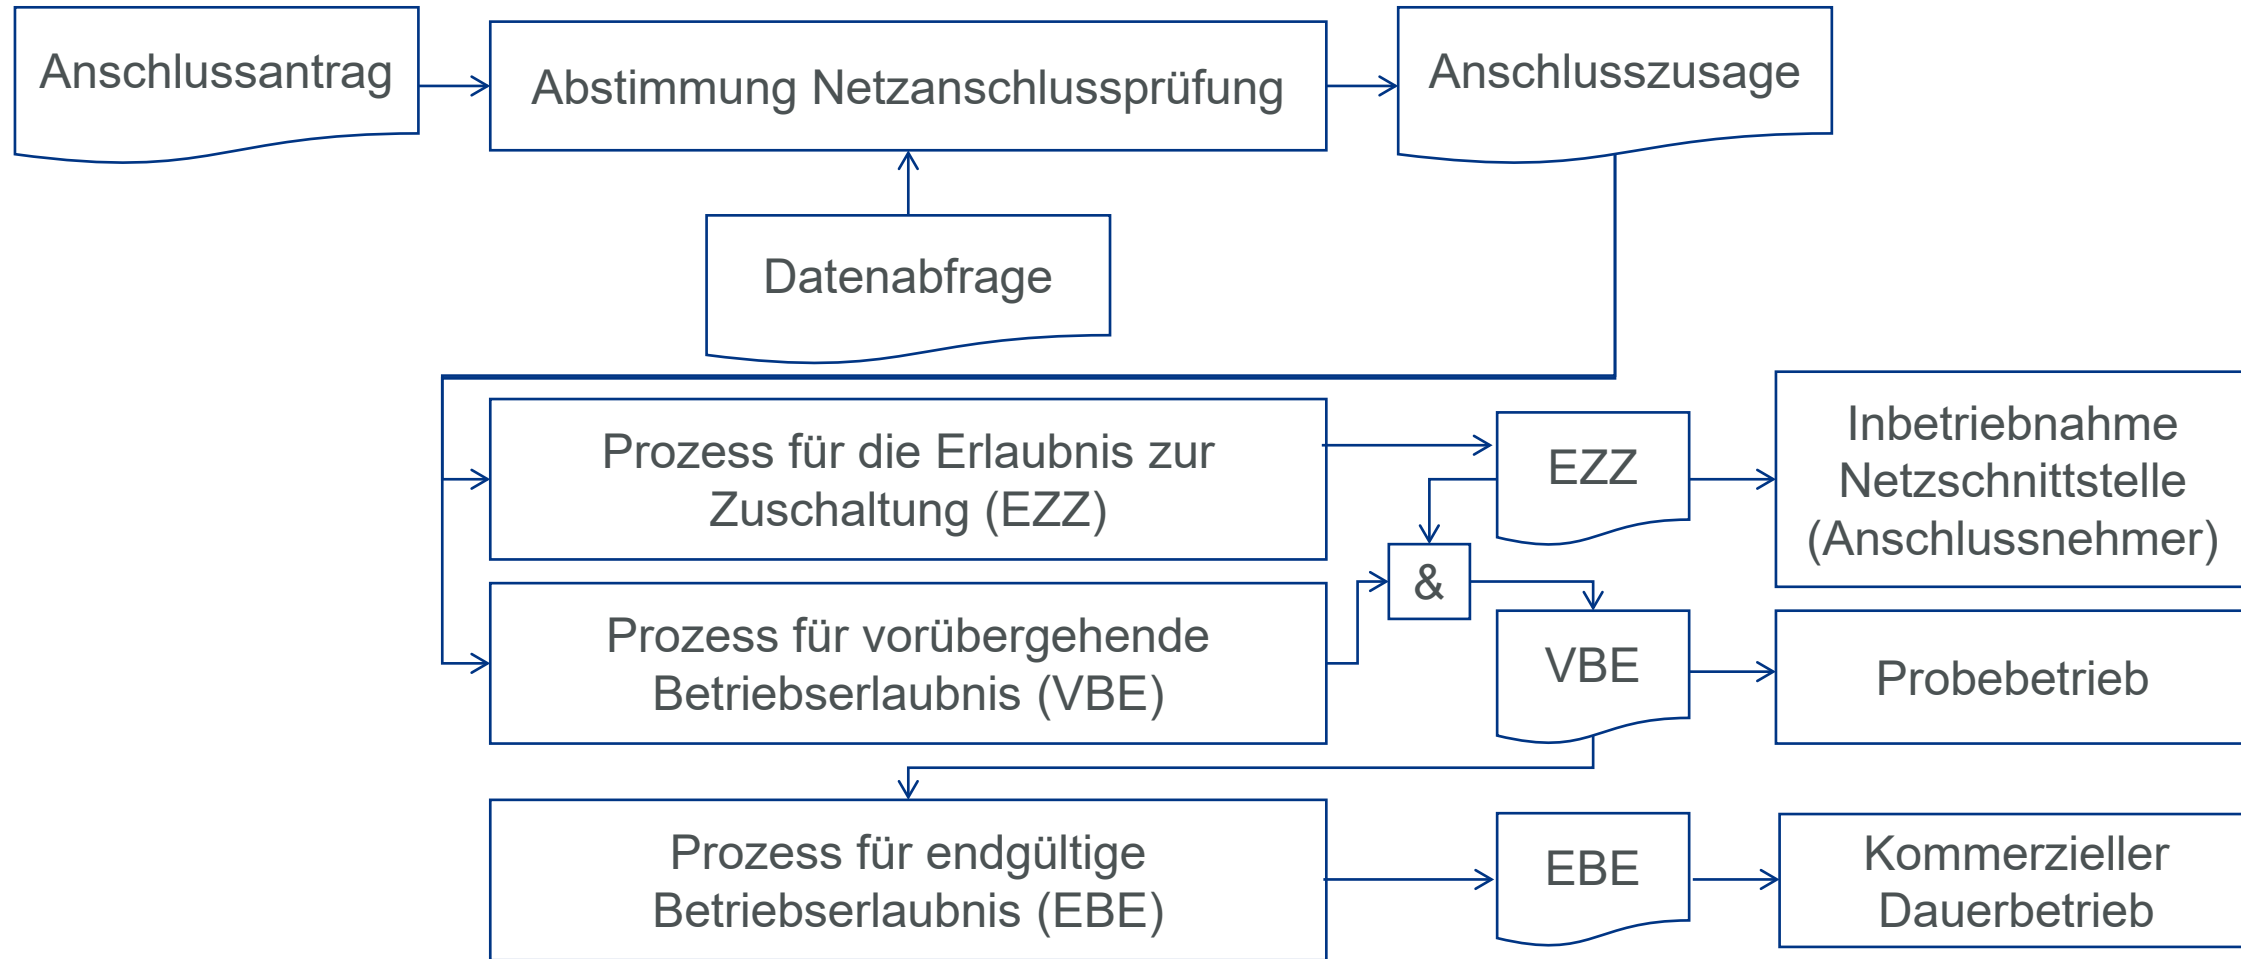 Anschlussantrag
Abstimmung Netzanschlussprüfung
Anschlusszusage
Datenabfrage
Prozess für die Erlaubnis zur
Zuschaltung (EZZ)
EZZ
Inbetriebnahme
Netzschnittstelle
(Anschlussnehmer)
&
Prozess für vorübergehende
Betriebserlaubnis (VBE)
VBE
Probebetrieb
Prozess für endgültige
Betriebserlaubnis (EBE)
EBE
Kommerzieller
Dauerbetrieb